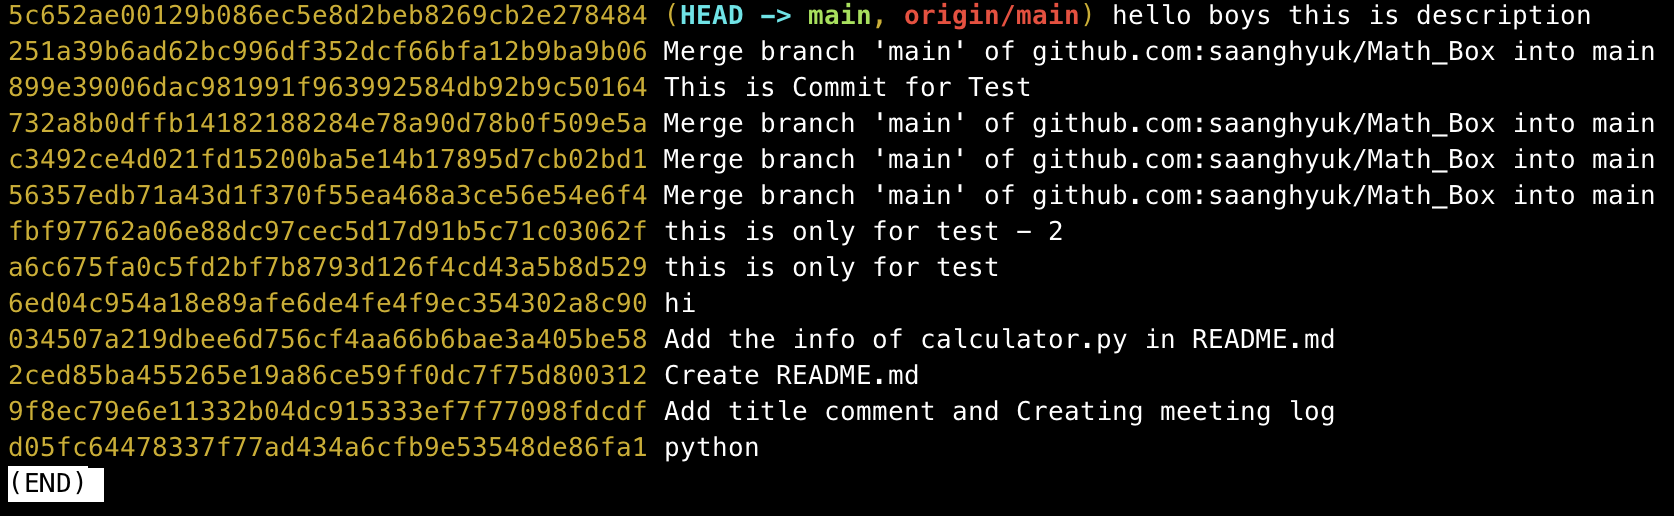 5c652ae00129b086ec5e8d2beb8269cb2e278484 (HEAD -> main, origin/main) hello boys this is description
251a39b6ad62bc996df352dcf66bfa12b9ba9b06 Merge branch 'main' of github.com:saanghyuk/Math_Box into main
899e39006dac981991f963992584db92b9c50164 This is Commit for Test
732a8b0dffb14182188284e78a90d78b0f509e5a Merge branch 'main' of github.com:saanghyuk/Math_Box into main
c3492ce4d021fd15200ba5e14b17895d7cb02bd1 Merge branch 'main' of github.com:saanghyuk/Math_Box into main
56357edb71a43d1f370f55ea468a3ce56e54e6f4 Merge branch 'main' of github.com:saanghyuk/Math_Box into main
fbf97762a06e88dc97cec5d17d91b5c71c03062f this is only for test - 2
a6c675fa0c5fd2bf7b8793d126f4cd43a5b8d529 this is only for test
6ed04c954a18e89afe6de4fe4f9ec354302a8c90 hi
034507a219dbee6d756cf4aa66b6bae3a405be58 Add the info of calculator.py in README.md
2ced85ba455265e19a86ce59ff0dc7f75d800312 Create README.md
9f8ec79e6e11332b04dc915333ef7f77098fdcdf Add title comment and Creating meeting log
d05fc64478337f77ad434a6cfb9e53548de86fa1 python
(END)